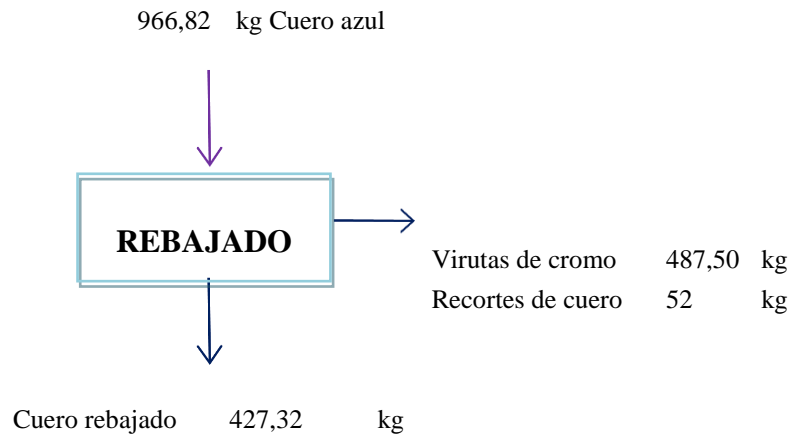 966,82 kg Cuero azul
REBAJADO
Virutas de cromo 487,50 kg
Recortes de cuero 52 kg
Cuero rebajado 427,32 kg